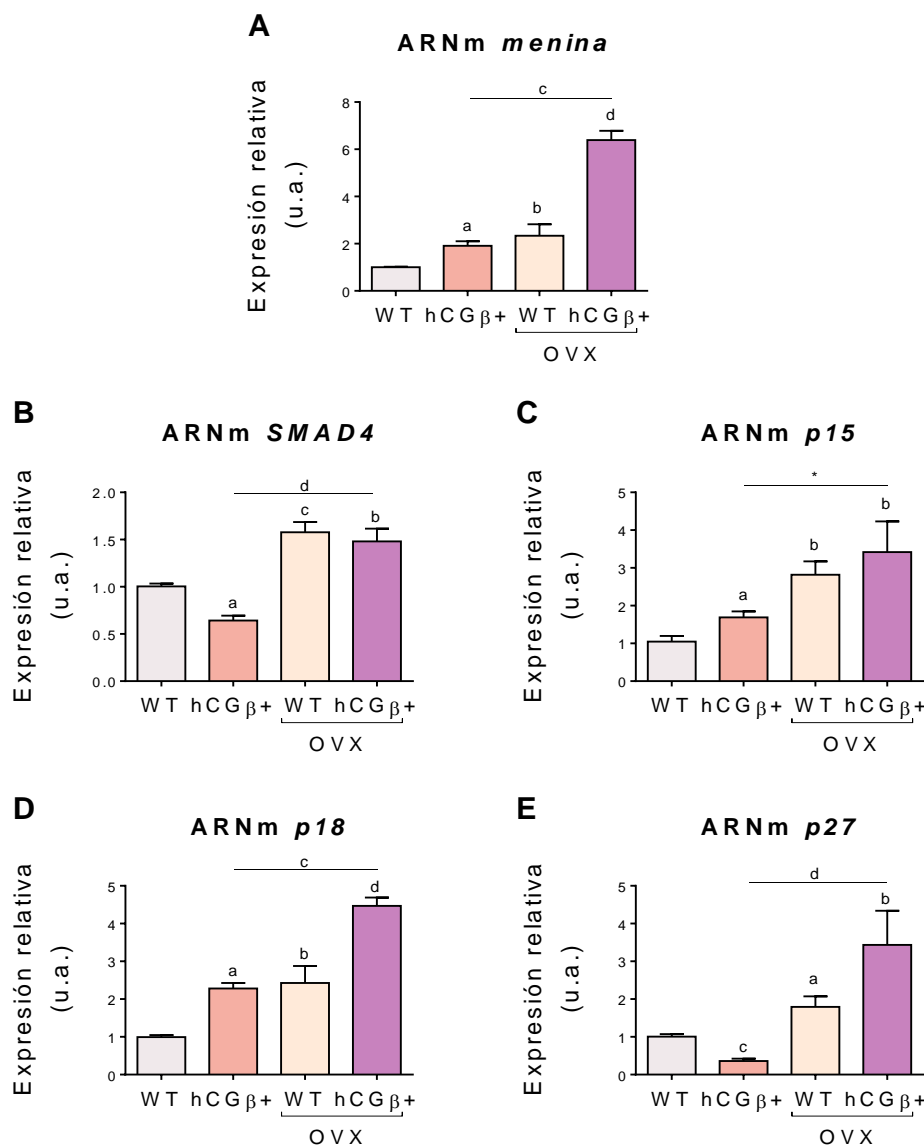 A
ARNm menina
Expresión relativa
(u.a.)
8
6
4
2
0
c
a
b
d
WT hCGβ+ WT hCGβ+
OVX
B
ARNm SMAD4
Expresión relativa
(u.a.)
2.0
1.5
1.0
0.5
0.0
d
a
c
b
WT hCGβ+ WT hCGβ+
OVX
C
ARNm p15
Expresión relativa
(u.a.)
5
4
3
2
1
0
*
a
b
b
WT hCGβ+ WT hCGβ+
OVX
D
ARNm p18
Expresión relativa
(u.a.)
5
4
3
2
1
0
c
a
b
d
WT hCGβ+ WT hCGβ+
OVX
E
ARNm p27
Expresión relativa
(u.a.)
5
4
3
2
1
0
d
c
a
b
WT hCGβ+ WT hCGβ+
OVX